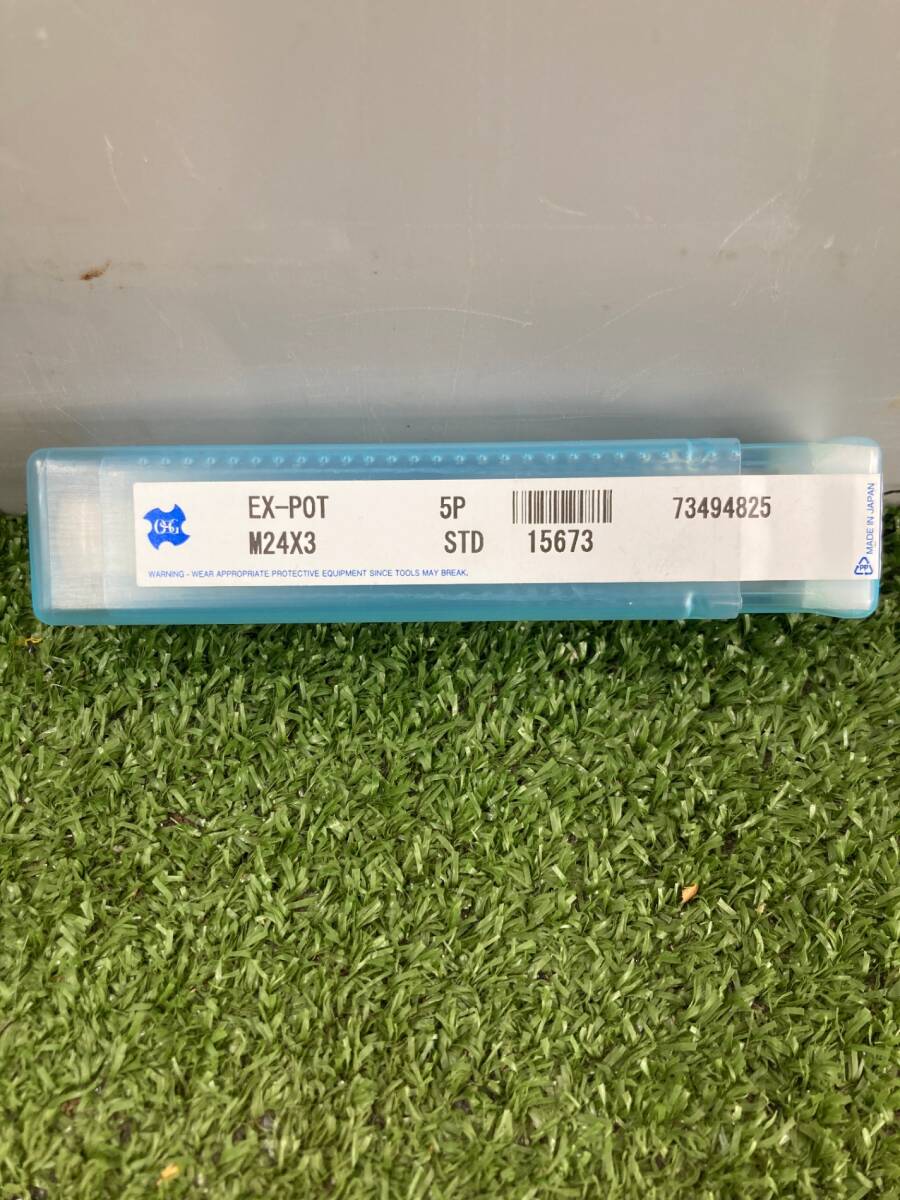 OSG
EX-POT 5P 73494825
M24X3 STD 15673
WARNING - WEAR APPROPRIATE PROTECTIVE EQUIPMENT SINCE TOOLS MAY BREAK.
MADE IN JAPAN
PP